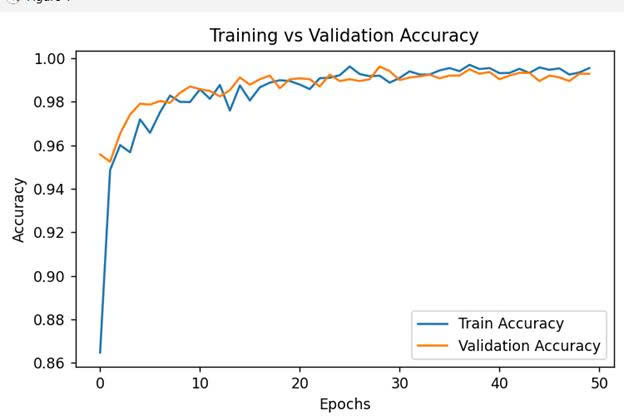 Training vs Validation Accuracy
1.00
0.98
0.96
0.94
0.92
0.90
0.88
0.86
Accuracy
0 10 20 30 40 50
Epochs
Train Accuracy
Validation Accuracy